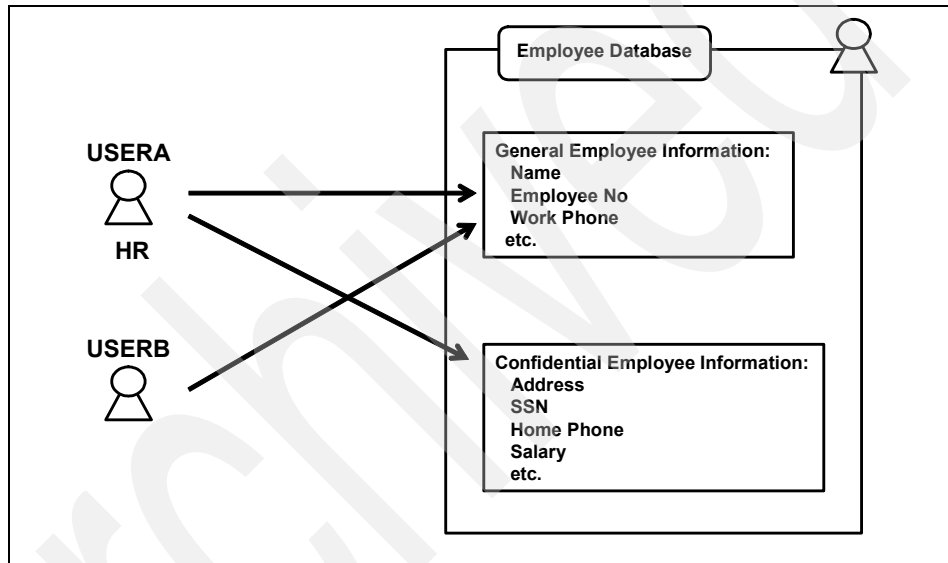 Employee Database
USERA
HR
USERB
General Employee Information:
Name
Employee No
Work Phone
etc.
Confidential Employee Information:
Address
SSN
Home Phone
Salary
etc.